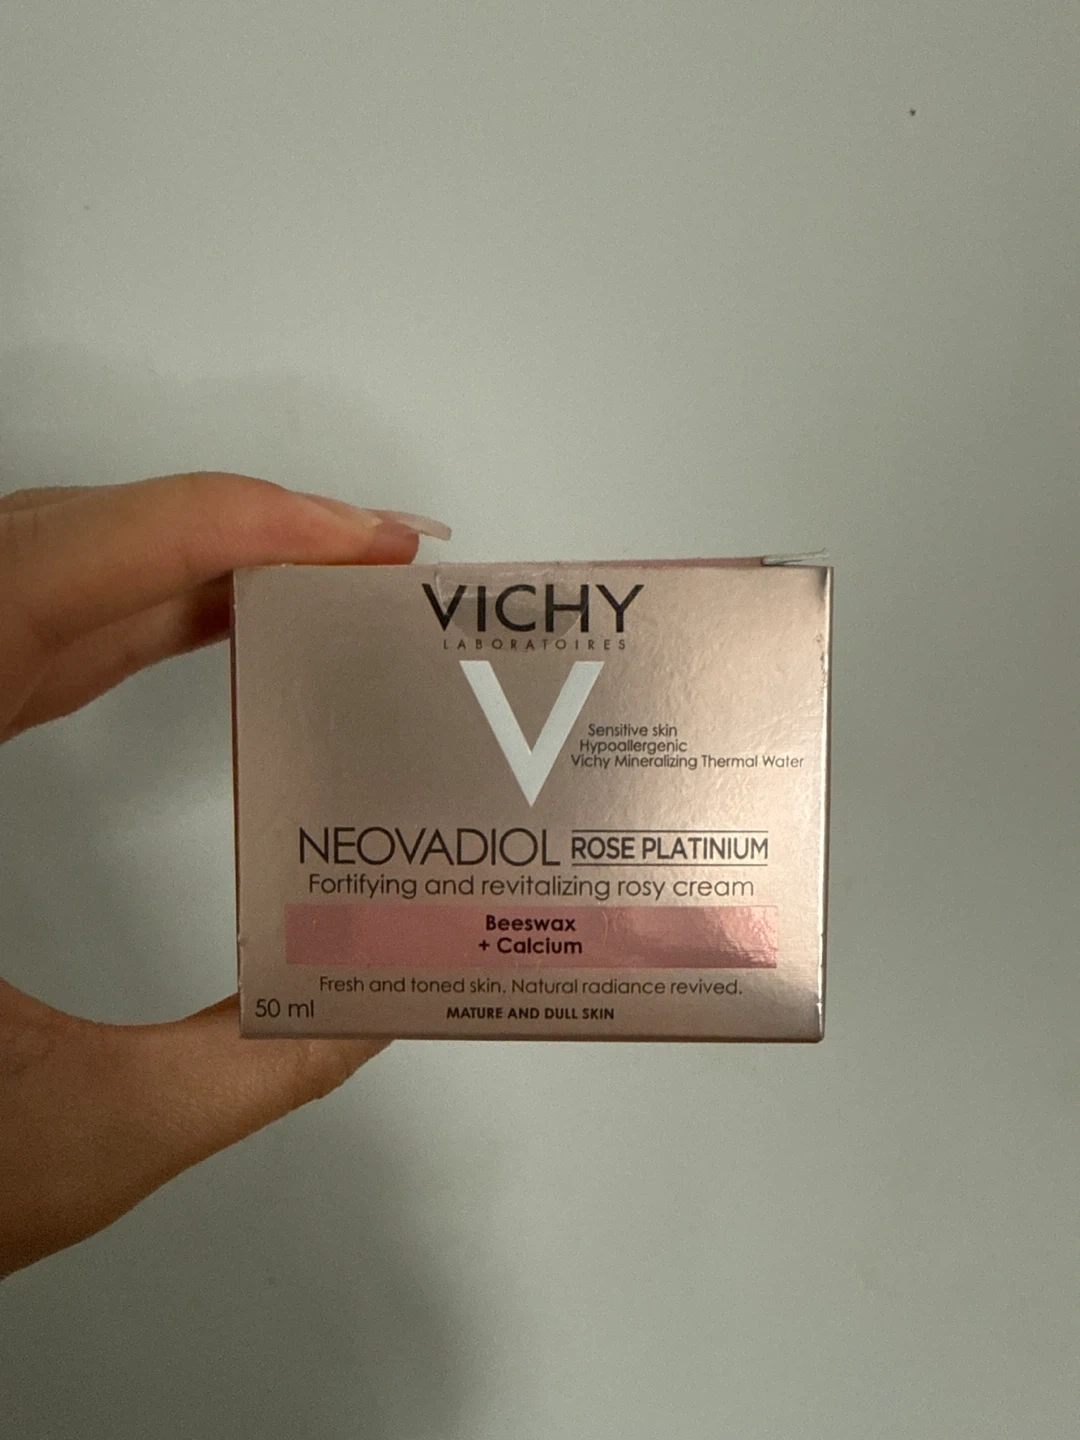 VICHY
LABORATOIRES
Sensitive skin
Hypoallergenic
Vichy Mineralizing Thermal Water
NEOVADIOL ROSE PLATINIUM
Fortifying and revitalizing rosy cream
Beeswax
+ Calcium
Fresh and toned skin. Natural radiance revived.
50 ml
MATURE AND DULL SKIN